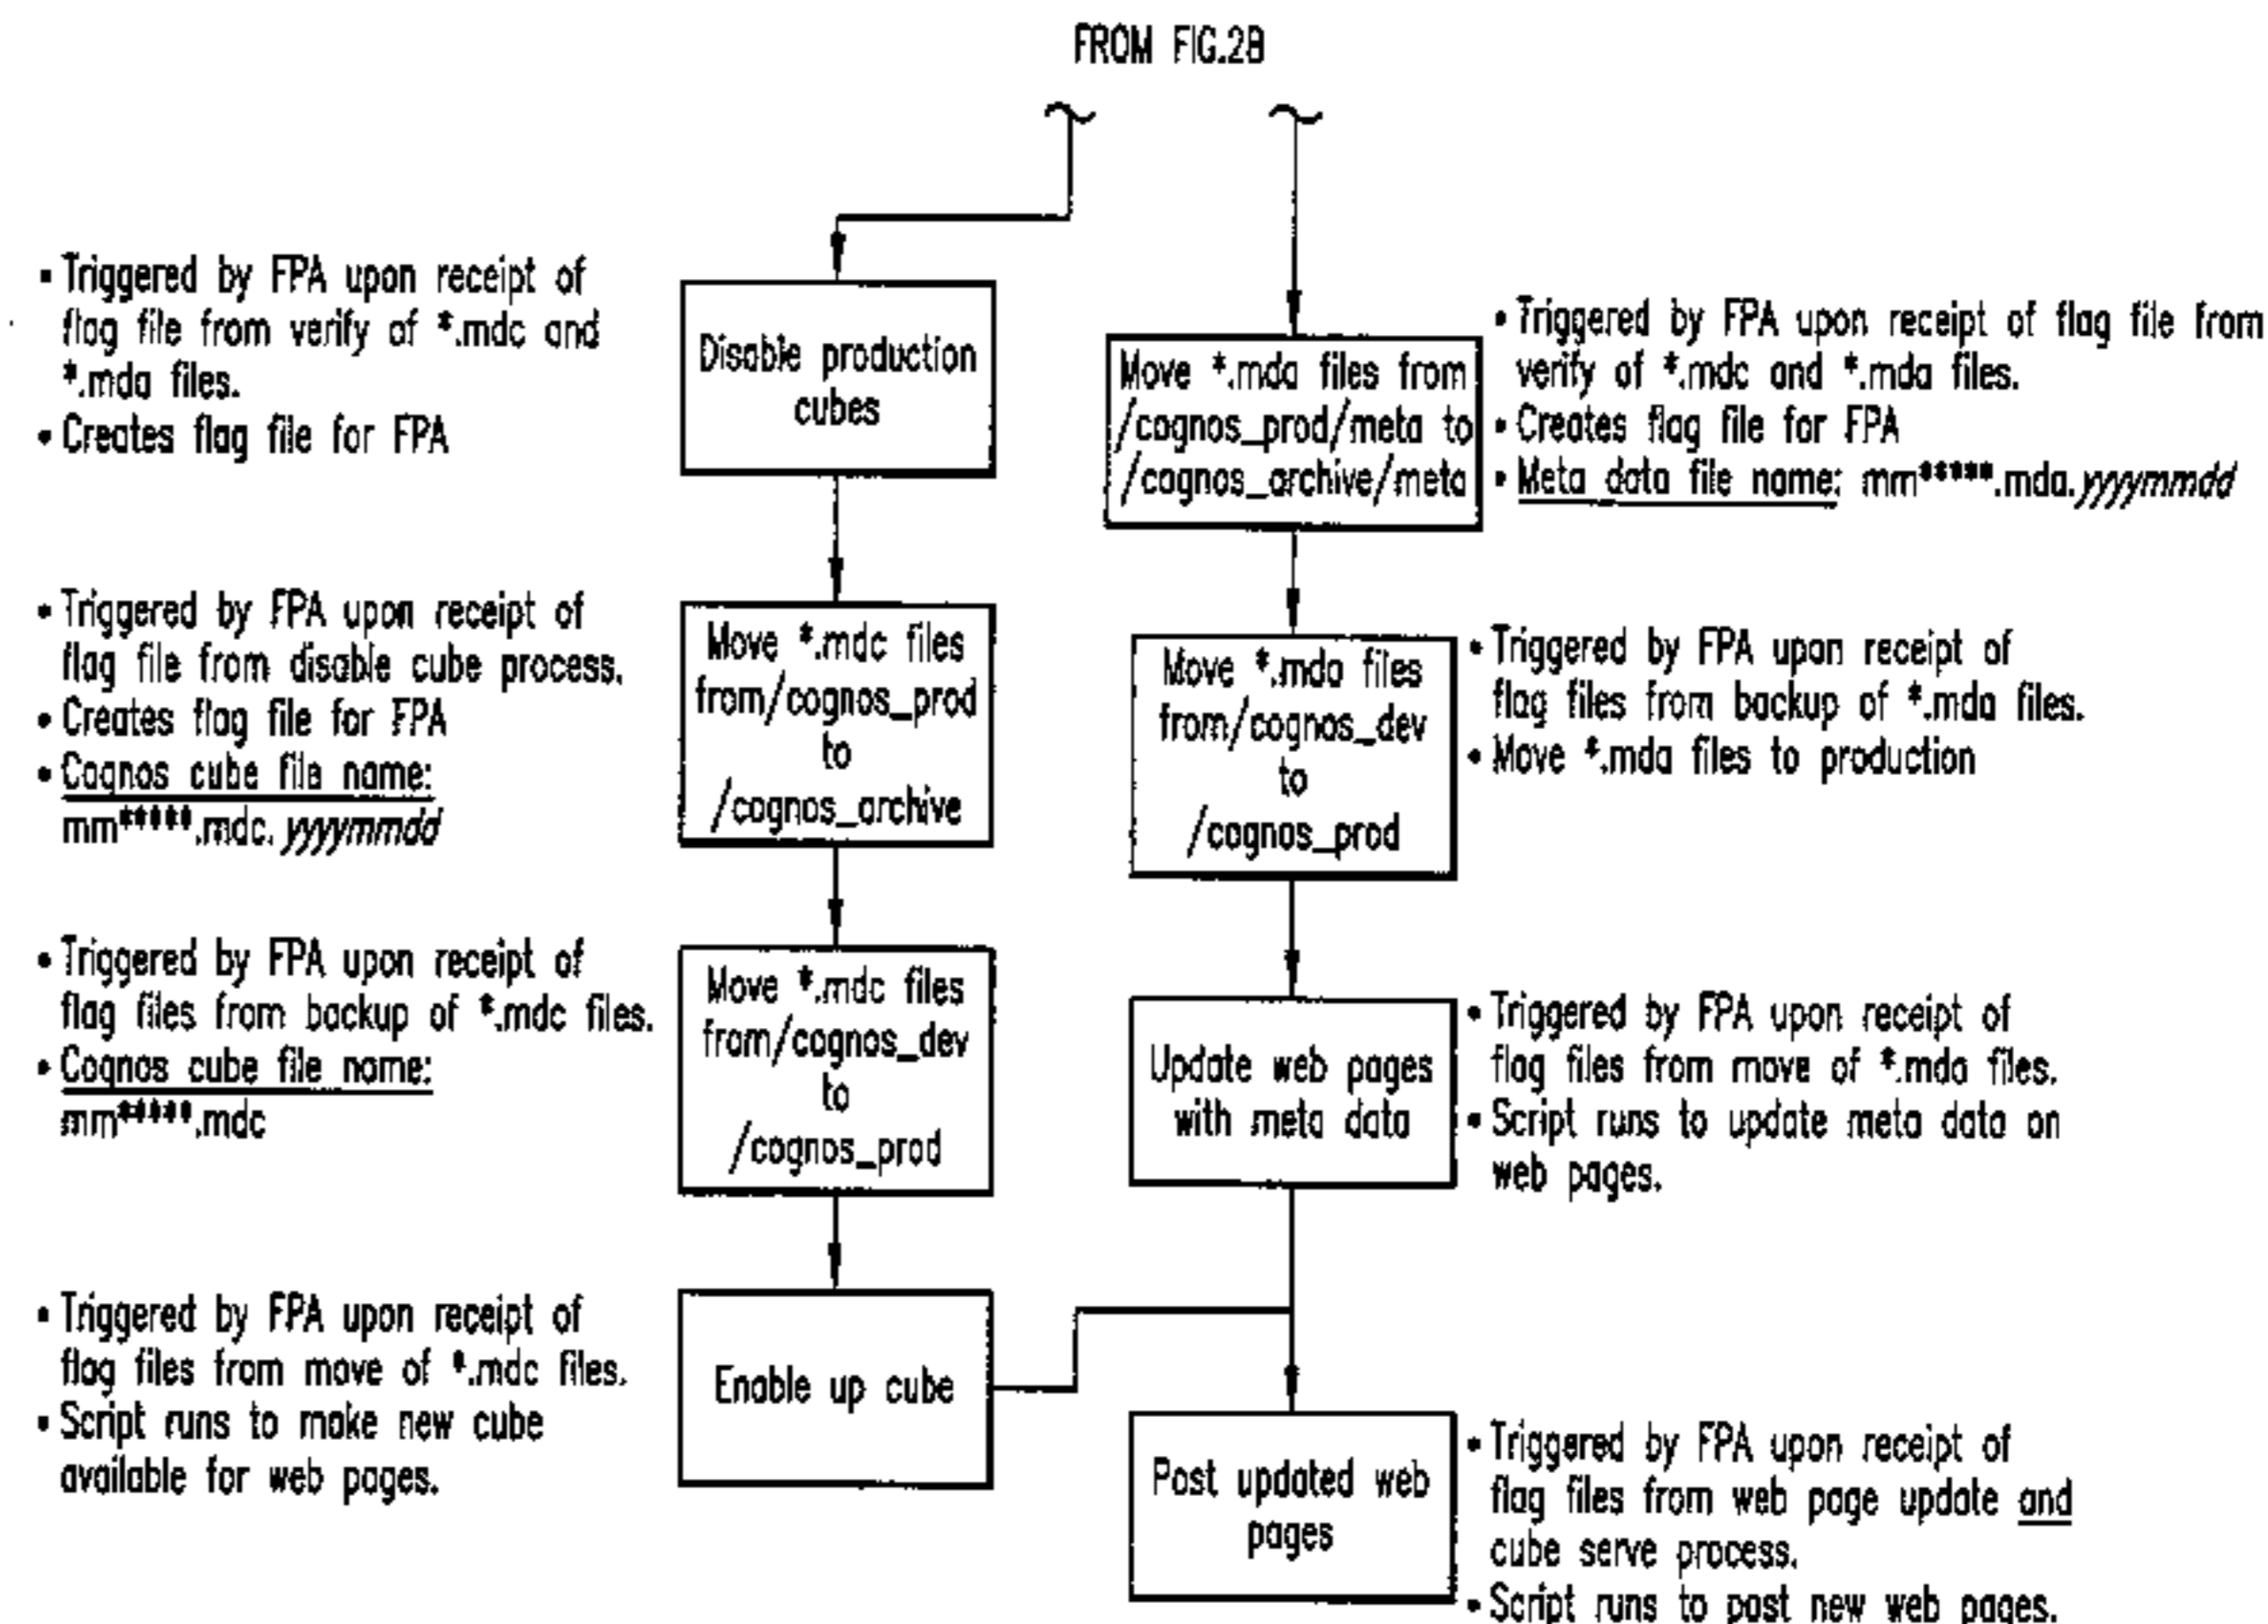 FROM FIG.2B
• Triggered by FPA upon receipt of
flag file from verify of *.mdc and
*.mda files.
• Creates flag file for FPA
Disable production
cubes
Move *.mda files from
/cognos_prod/meta to
/cognos_archive/meta
• Triggered by FPA upon receipt of flag file from
verify of *.mdc and *.mda files.
• Creates flag file for FPA
• Meta data file name: mm*****.mda.yyyymmdd
• Triggered by FPA upon receipt of
flag file from disable cube process.
• Creates flag file for FPA
• Cognos cube file name:
mm*****.mdc.yyyymmdd
Move *.mdc files
from/cognos_prod
to
/cognos_archive
Move *.mda files
from/cognos_dev
to
/cognos_prod
• Triggered by FPA upon receipt of
flag files from backup of *.mda files.
• Move *.mda files to production
• Triggered by FPA upon receipt of
flag files from backup of *.mdc files.
• Cognos cube file name:
mm*****.mdc
Move *.mdc files
from/cognos_dev
to
/cognos_prod
Update web pages
with meta data
• Triggered by FPA upon receipt of
flag files from move of *.mda files.
• Script runs to update meta data on
web pages.
• Triggered by FPA upon receipt of
flag files from move of *.mdc files.
• Script runs to make new cube
available for web pages.
Enable up cube
Post updated web
pages
• Triggered by FPA upon receipt of
flag files from web page update and
cube serve process.
• Script runs to post new web pages.